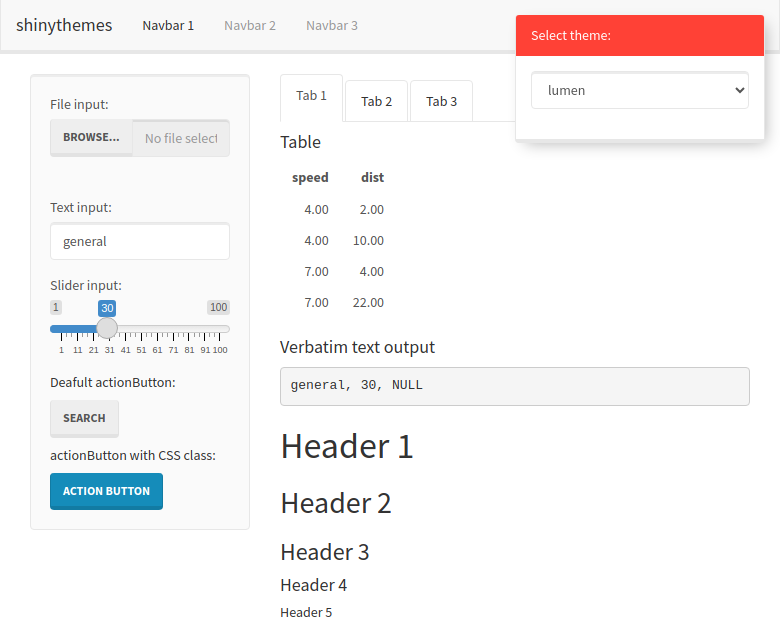 shinythemes Navbar 1 Navbar 2 Navbar 3
Select theme:
lumen
File input:
BROWSE... No file select
Text input:
general
Slider input:
1 30 100
1 11 21 31 41 51 61 71 81 91 100
Deafult actionButton:
SEARCH
actionButton with CSS class:
ACTION BUTTON
Tab 1 Tab 2 Tab 3
Table
speed dist
4.00 2.00
4.00 10.00
7.00 4.00
7.00 22.00
Verbatim text output
general, 30, NULL
Header 1
Header 2
Header 3
Header 4
Header 5